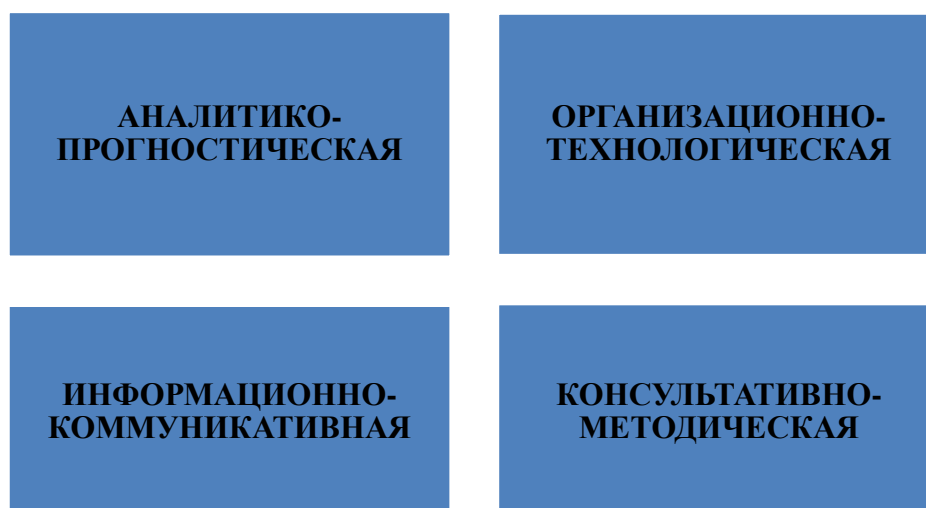 АНАЛИТИКО-
ПРОГНОСТИЧЕСКАЯ
ОРГАНИЗАЦИОННО-
ТЕХНОЛОГИЧЕСКАЯ
ИНФОРМАЦИОННО-
КОММУНИКАТИВНАЯ
КОНСУЛЬТАТИВНО-
МЕТОДИЧЕСКАЯ